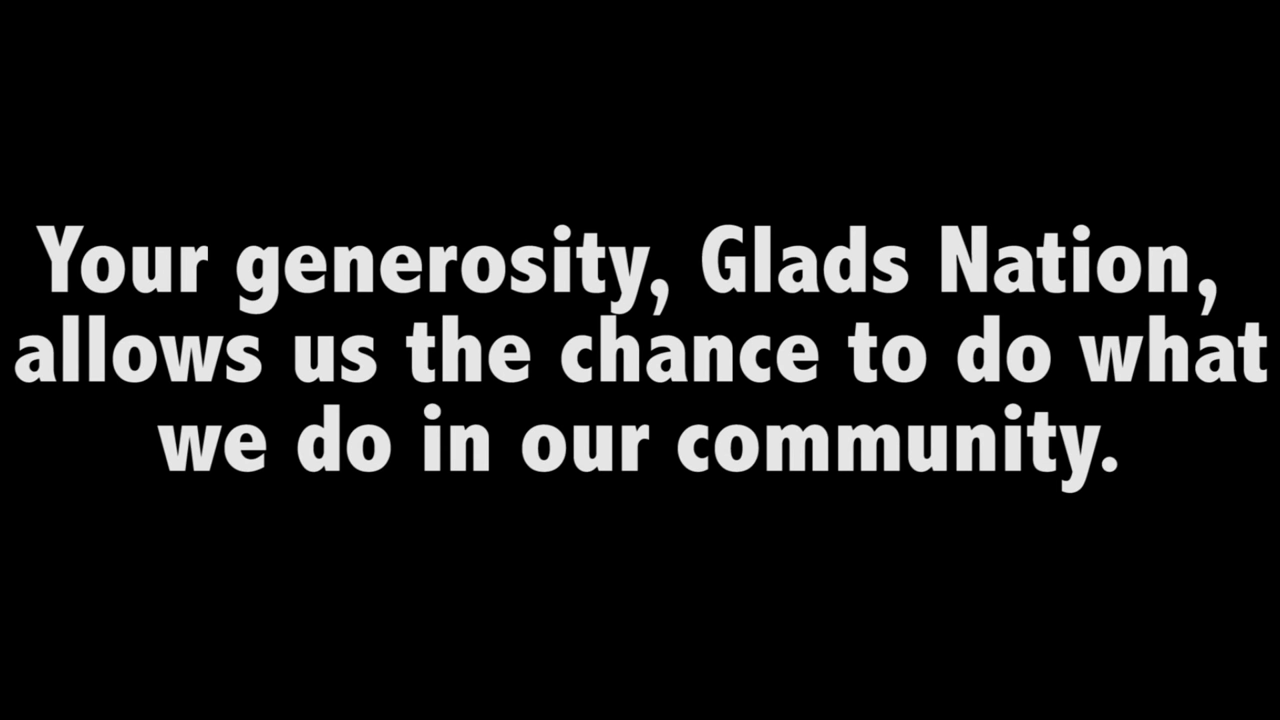 Your generosity, Glads Nation,
allows us the chance to do what
we do in our community.